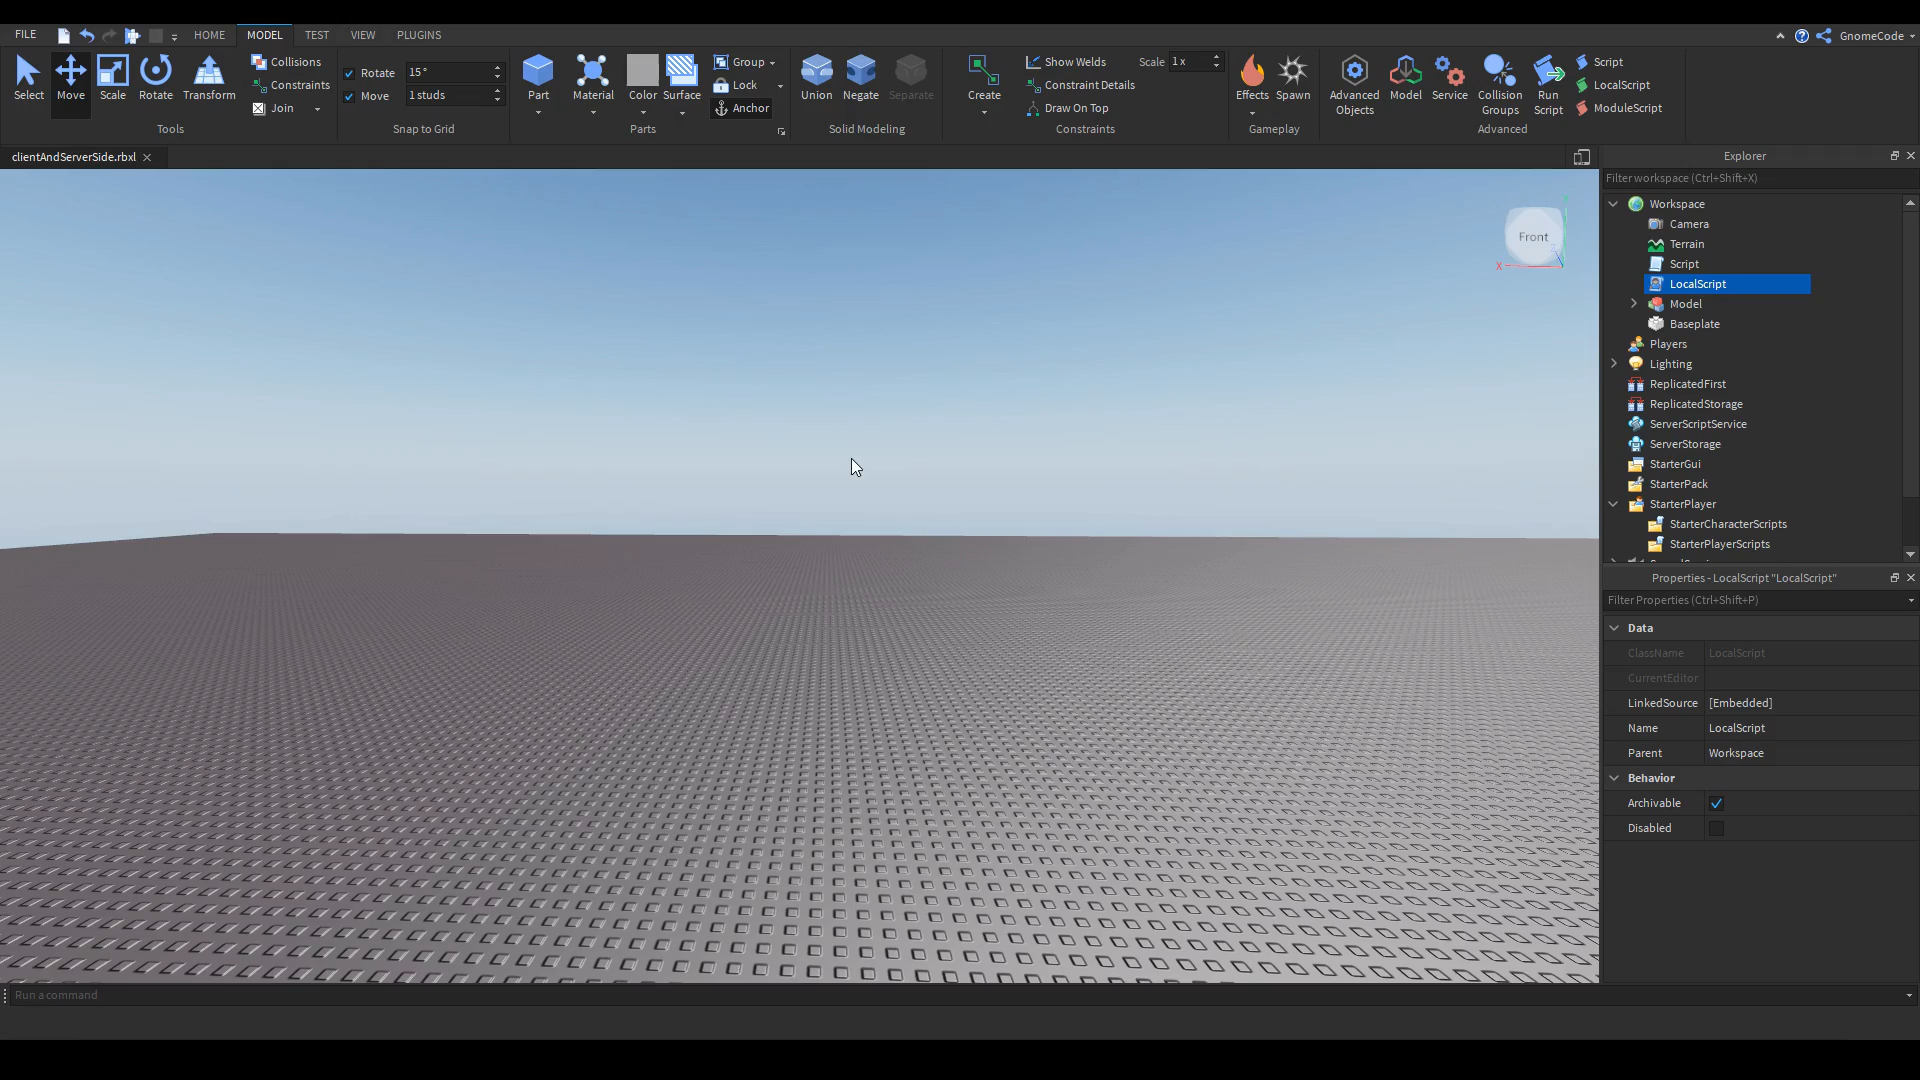 FILE
HOME
MODEL
TEST
VIEW
PLUGINS
GnomeCode
Select
Move
Scale
Rotate
Transform
Collisions
Constraints
Join
Tools
Rotate 15°
Move 1 studs
Snap to Grid
Part
Material
Color
Surface
Group
Lock
Anchor
Parts
Union
Negate
Separate
Solid Modeling
Create
Show Welds
Scale 1 x
Constraint Details
Draw On Top
Constraints
Effects
Spawn
Gameplay
Advanced
Objects
Model
Service
Collision
Groups
Run
Script
Script
LocalScript
ModuleScript
Advanced
clientAndServerSide.rbxl
Front
X
Explorer
Filter workspace (Ctrl+Shift+X)
Workspace
Camera
Terrain
Script
LocalScript
Model
Baseplate
Players
Lighting
ReplicatedFirst
ReplicatedStorage
ServerScriptService
ServerStorage
StarterGui
StarterPack
StarterPlayer
StarterCharacterScripts
StarterPlayerScripts
Properties - LocalScript "LocalScript"
Filter Properties (Ctrl+Shift+P)
Data
ClassName LocalScript
CurrentEditor
LinkedSource [Embedded]
Name LocalScript
Parent Workspace
Behavior
Archivable
Disabled
Run a command